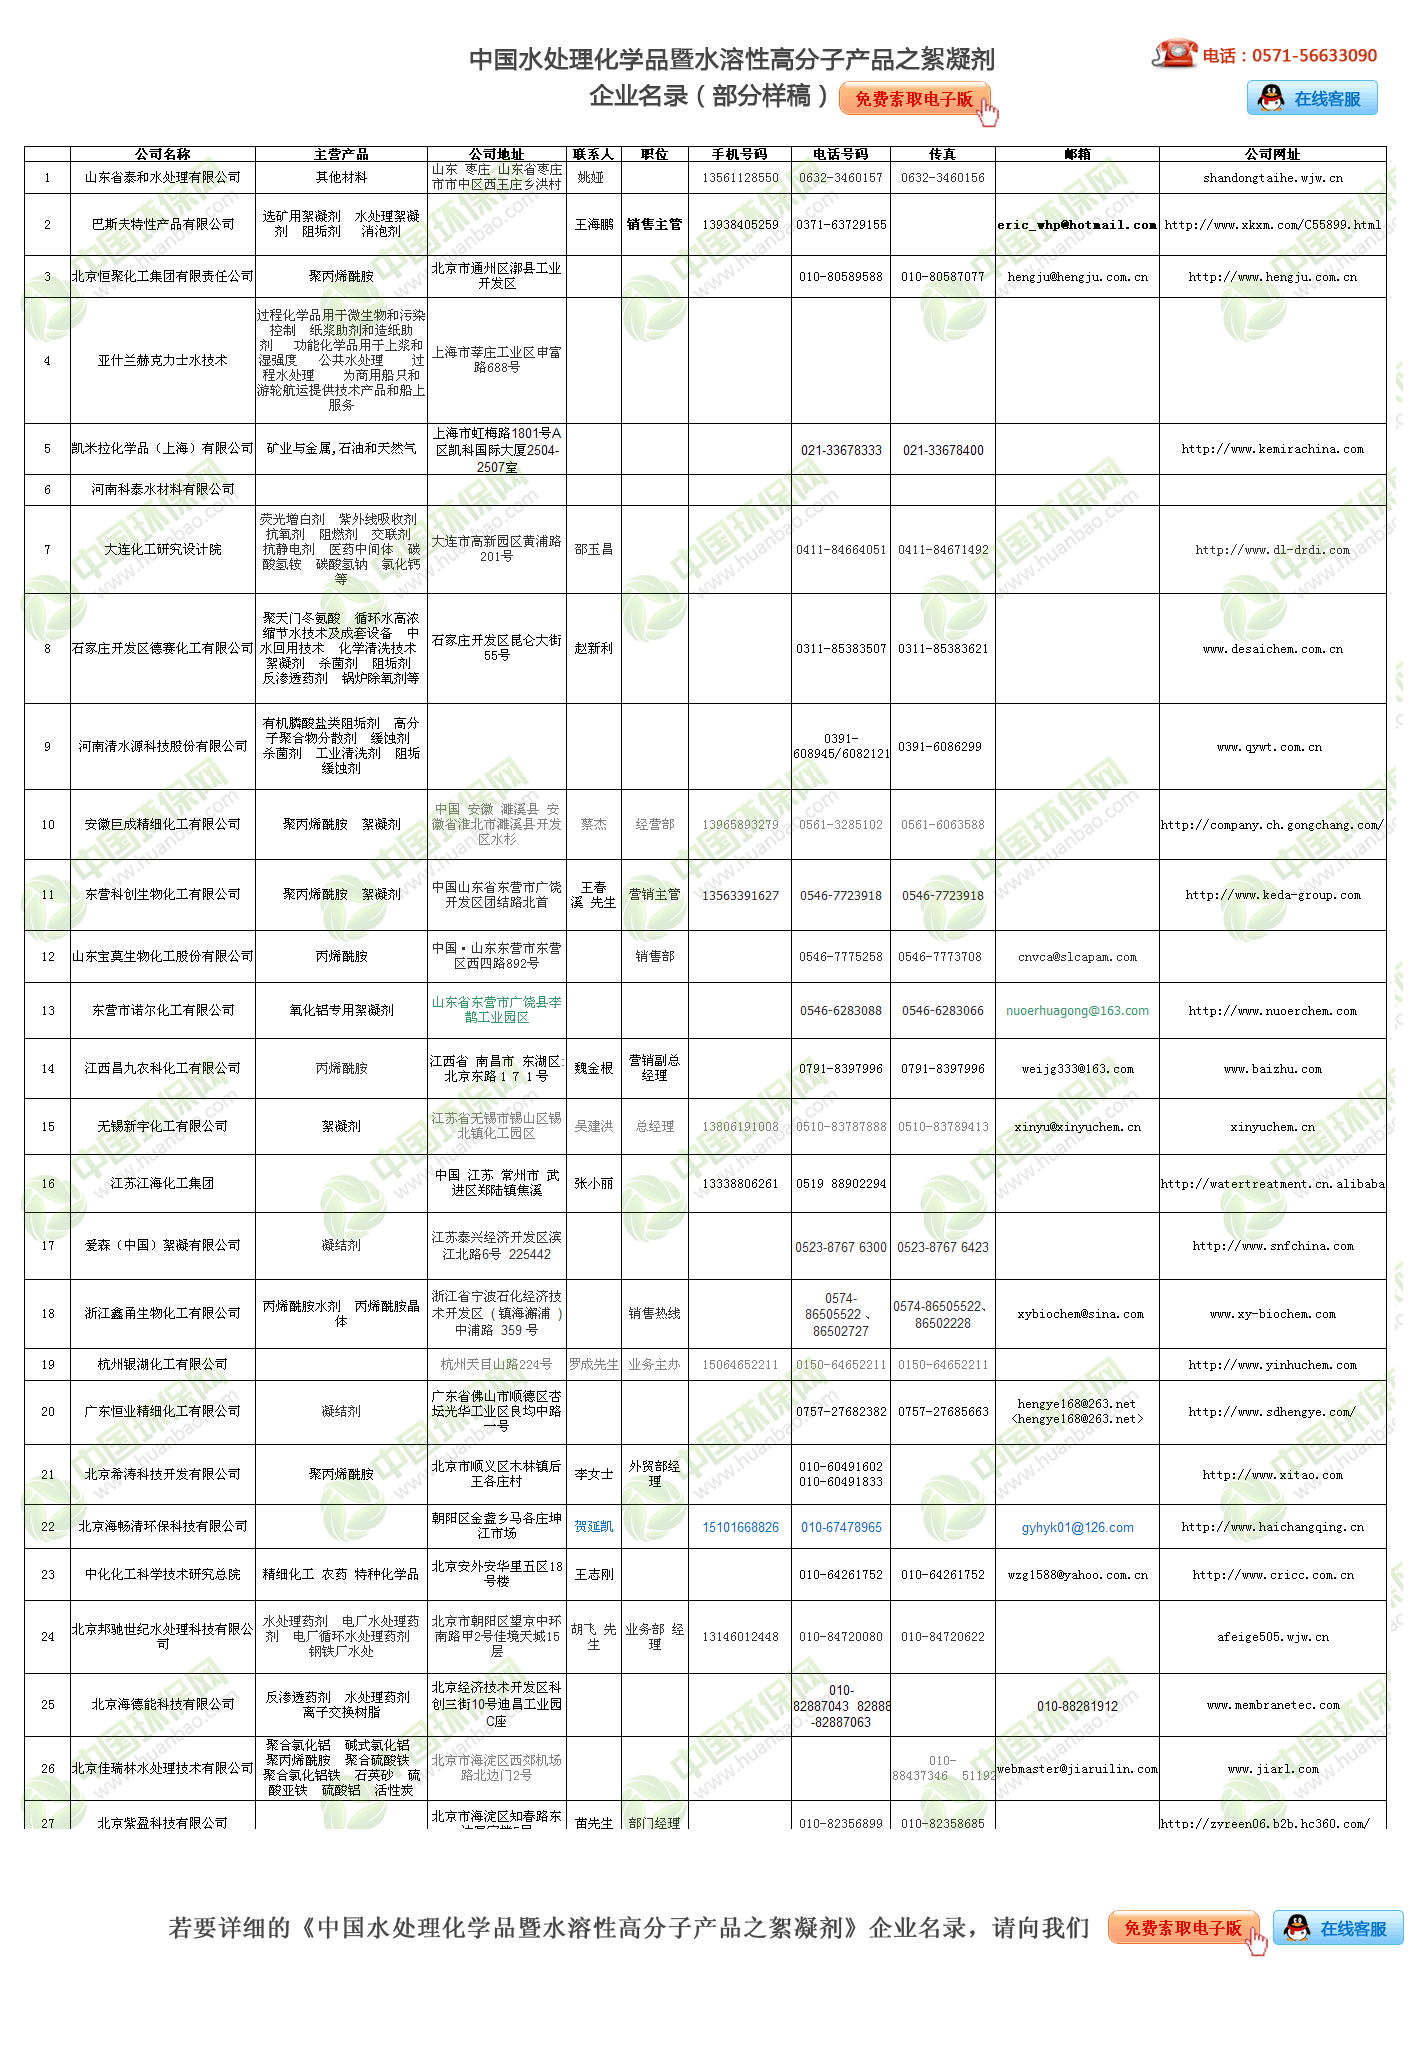 中国水处理化学品暨水溶性高分子产品之絮凝剂
企业名录（部分样稿）
免费索取电子版
电话：0571-56633090
在线客服
公司名称 主营产品 公司地址 联系人 职位 手机号码 电话号码 传真 邮箱 公司网址
1 山东省泰和水处理有限公司 其他材料 山东 枣庄 山东省枣庄市市中区西王庄乡洪村 姚娅 13561128550 0632-3460157 0632-3460156 shandongtaihe.wjw.cn
2 巴斯夫特性产品有限公司 选矿用絮凝剂 水处理絮凝剂 阻垢剂 消泡剂 王海鹏 销售主管 13938405259 0371-63729155 eric_whp@hotmail.com http://www.xkxm.com/C55899.html
3 北京恒聚化工集团有限责任公司 聚丙烯酰胺 北京市通州区漷县工业开发区 010-80589588 010-80587077 hengju@hengju.com.cn http://www.hengju.com.cn
4 亚什兰赫克力士水技术 过程化学品用于微生物和污染控制 纸浆助剂和造纸助剂 功能化学品用于上浆和湿强度 公共水处理 过程水处理 为商用船只和游轮航运提供技术产品和船上服务 上海市莘庄工业区申富路688号
5 凯米拉化学品（上海）有限公司 矿业与金属,石油和天然气 上海市虹梅路1801号A区凯科国际大厦2504-2507室 021-33678333 021-33678400 http://www.kemirachina.com
6 河南科泰水材料有限公司
7 大连化工研究设计院 荧光增白剂 紫外线吸收剂 抗氧剂 阻燃剂 交联剂 抗静电剂 医药中间体 碳酸氢铵 碳酸氢钠 氯化钙等 大连市高新园区黄浦路201号 邵玉昌 0411-84664051 0411-84671492 http://www.dl-drdi.com
8 石家庄开发区德赛化工有限公司 聚天门冬氨酸 循环水高浓缩节水技术及成套设备 中水回用技术 化学清洗技术 絮凝剂 杀菌剂 阻垢剂 反渗透药剂 锅炉除氧剂等 石家庄开发区昆仑大街55号 赵新利 0311-85383507 0311-85383621 www.desaichem.com.cn
9 河南清水源科技股份有限公司 有机膦酸盐类阻垢剂 高分子聚合物分散剂 缓蚀剂 杀菌剂 工业清洗剂 阻垢缓蚀剂 0391-608945/6082121 0391-6086299 www.qywt.com.cn
10 安徽巨成精细化工有限公司 聚丙烯酰胺 絮凝剂 中国 安徽 濉溪县 安徽省淮北市濉溪县开发区水杉 蔡杰 经营部 13965893279 0561-3285102 0561-6063588 http://company.ch.gongchang.com/
11 东营科创生物化工有限公司 聚丙烯酰胺 絮凝剂 中国山东省东营市广饶开发区团结路北首 王春溪 先生 营销主管 13563391627 0546-7723918 0546-7723918 http://www.keda-group.com
12 山东宝莫生物化工股份有限公司 丙烯酰胺 中国▪山东东营市东营区西四路892号 销售部 0546-7775258 0546-7773708 cnvca@slcapam.com
13 东营市诺尔化工有限公司 氧化铝专用絮凝剂 山东省东营市广饶县李鹊工业园区 0546-6283088 0546-6283066 nuoerhuagong@163.com http://www.nuoerchem.com
14 江西昌九农科化工有限公司 丙烯酰胺 江西省 南昌市 东湖区: 北京东路１７１号 魏金根 营销副总经理 0791-8397996 0791-8397996 weijg333@163.com www.baizhu.com
15 无锡新宇化工有限公司 絮凝剂 江苏省无锡市锡山区锡北镇化工园区 吴建洪 总经理 13806191008 0510-83787888 0510-83789413 xinyu@xinyuchem.cn xinyuchem.cn
16 江苏江海化工集团 中国 江苏 常州市 武进区郑陆镇焦溪 张小丽 13338806261 0519 88902294 http://watertreatment.cn.alibaba
17 爱森（中国）絮凝有限公司 凝结剂 江苏泰兴经济开发区滨江北路6号 225442 0523-8767 6300 0523-8767 6423 http://www.snfchina.com
18 浙江鑫甬生物化工有限公司 丙烯酰胺水剂 丙烯酰胺晶体 浙江省宁波石化经济技术开发区（镇海澥浦）中浦路 359 号 销售热线 0574-86505522 、86502727 0574-86505522、86502228 xybiochem@sina.com www.xy-biochem.com
19 杭州银湖化工有限公司 杭州天目山路224号 罗成先生 业务主办 15064652211 0150-64652211 0150-64652211 http://www.yinhuchem.com
20 广东恒业精细化工有限公司 凝结剂 广东省佛山市顺德区杏坛光华工业区良均中路一号 0757-27682382 0757-27685663 hengye168@263.net <hengye168@263.net> http://www.sdhengye.com/
21 北京希涛科技开发有限公司 聚丙烯酰胺 北京市顺义区木林镇后王各庄村 李女士 外贸部经理 010-60491602 010-60491833 http://www.xitao.com
22 北京海畅清环保科技有限公司 朝阳区金盏乡马各庄坤江市场 贺延凯 15101668826 010-67478965 gyhyk01@126.com http://www.haichangqing.cn
23 中化化工科学技术研究总院 精细化工 农药 特种化学品 北京安外安华里五区18号楼 王志刚 010-64261752 010-64261752 wzg1588@yahoo.com.cn http://www.cricc.com.cn
24 北京邦驰世纪水处理科技有限公司 水处理药剂 电厂水处理药剂 电厂循环水处理药剂 钢铁厂水处 北京市朝阳区望京中环南路甲2号佳境天城15层 胡飞 先生 业务部 经理 13146012448 010-84720080 010-84720622 afeige505.wjw.cn
25 北京海德能科技有限公司 反渗透药剂 水处理药剂 离子交换树脂 北京经济技术开发区科创三街10号迪昌工业园C座 010-82887043 82888-82887063 010-88281912 www.membranetec.com
26 北京佳瑞林水处理技术有限公司 聚合氯化铝 碱式氯化铝 聚丙烯酰胺 聚合硫酸铁 聚合氯化铝铁 石英砂 硫酸亚铁 硫酸铝 活性炭 北京市海淀区西郊机场路北边门2号 010-88437346 51192 webmaster@jiaruilin.com www.jiarl.com
27 北京紫盈科技有限公司 北京市海淀区知春路东 苗先生 部门经理 010-82356899 010-82358685 http://zyreen06.b2b.hc360.com/
若要详细的《中国水处理化学品暨水溶性高分子产品之絮凝剂》企业名录，请向我们
免费索取电子版
在线客服
中国环保网
www.huanbao.com